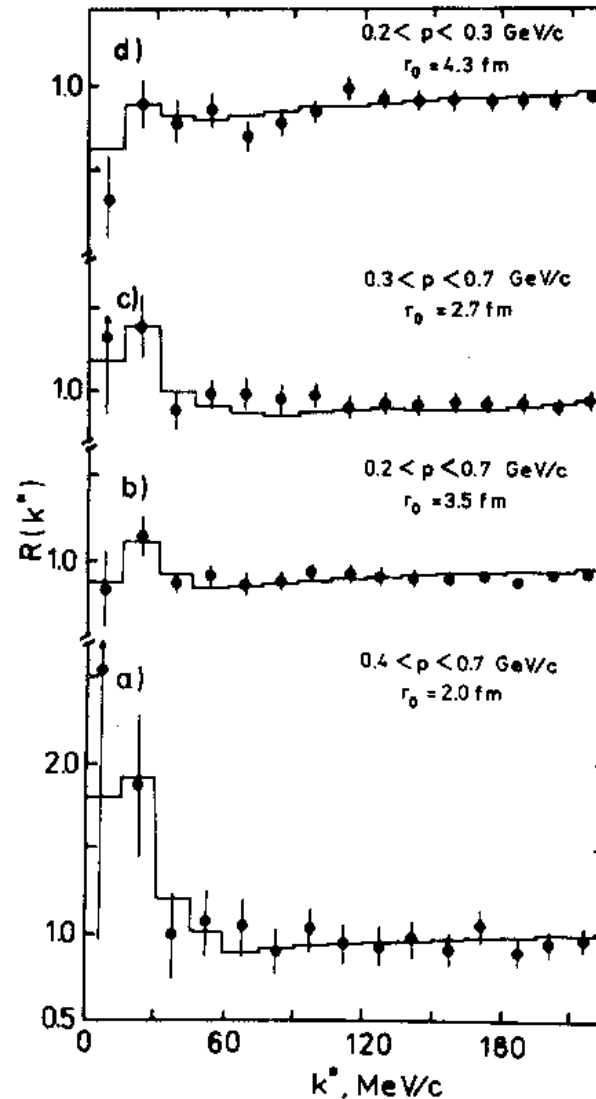 d)
0.2 < p < 0.3 GeV/c
r₀ = 4.3 fm
1.0
c)
0.3 < p < 0.7 GeV/c
r₀ = 2.7 fm
1.0
R(k*)
b)
0.2 < p < 0.7 GeV/c
r₀ = 3.5 fm
1.0
a)
0.4 < p < 0.7 GeV/c
r₀ = 2.0 fm
2.0
1.0
0.5
0 60 120 180
k*, MeV/c